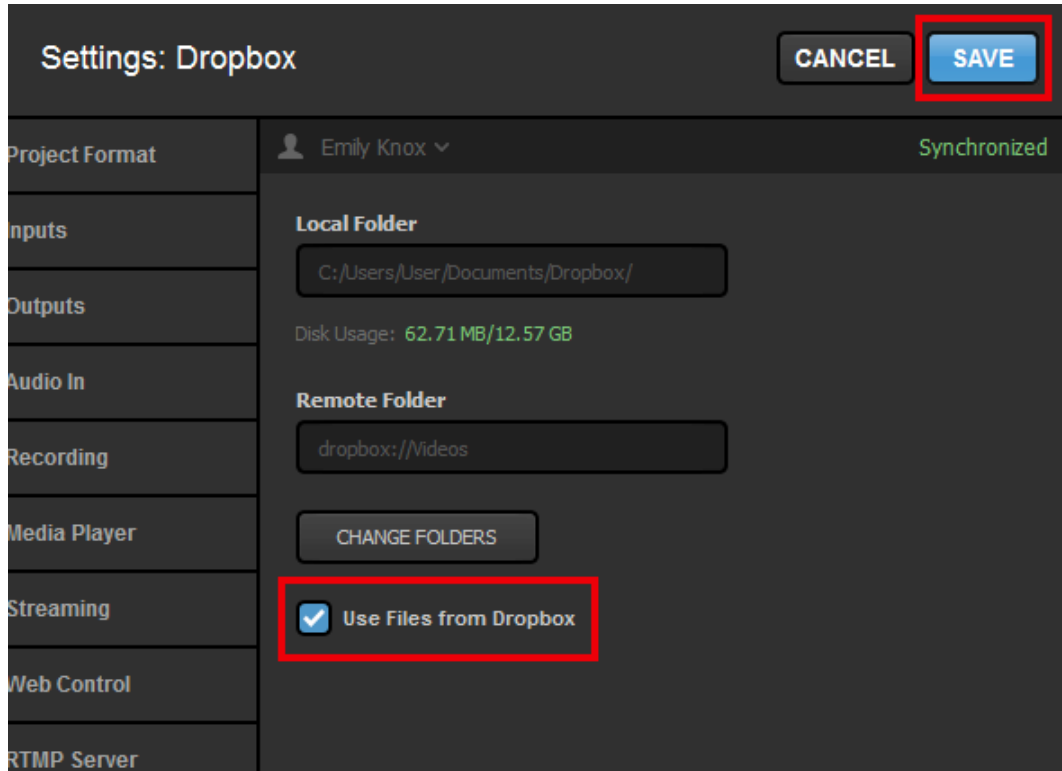 Settings: Dropbox
CANCEL
SAVE
Project Format
Inputs
Outputs
Audio In
Recording
Media Player
Streaming
Web Control
RTMP Server
Emily Knox
Synchronized
Local Folder
C:/Users/User/Documents/Dropbox/
Disk Usage: 62.71 MB/12.57 GB
Remote Folder
dropbox://Videos
CHANGE FOLDERS
Use Files from Dropbox